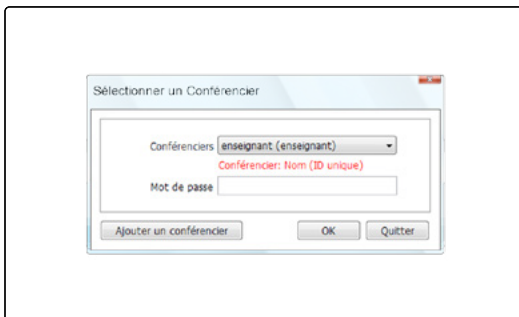 Sélectionner un Conférencier
Conférenciers enseignant (enseignant)
Conférencier: Nom (ID unique)
Mot de passe
Ajouter un conférencier OK Quitter